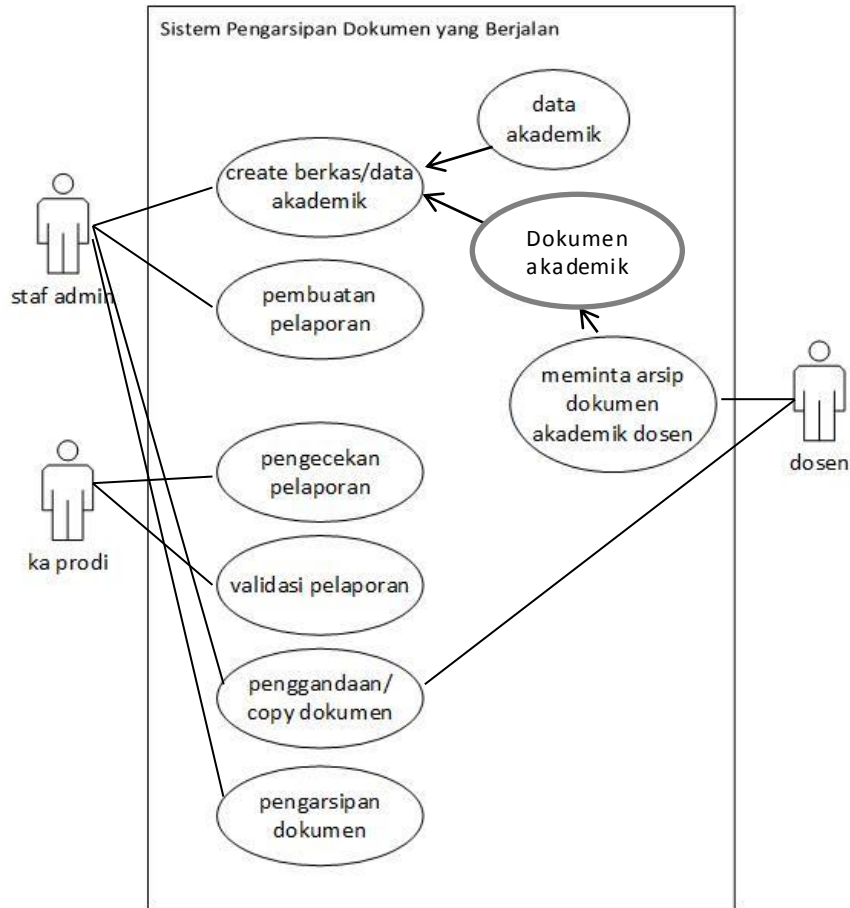 Sistem Pengarsipan Dokumen yang Berjalan
data
akademik
create berkas/data
akademik
Dokumen
akademik
staf admin
pembuatan
pelaporan
meminta arsip
dokumen
akademik dosen
dosen
pengecekan
pelaporan
ka prodi
validasi pelaporan
penggandaan/
copy dokumen
pengarsipan
dokumen